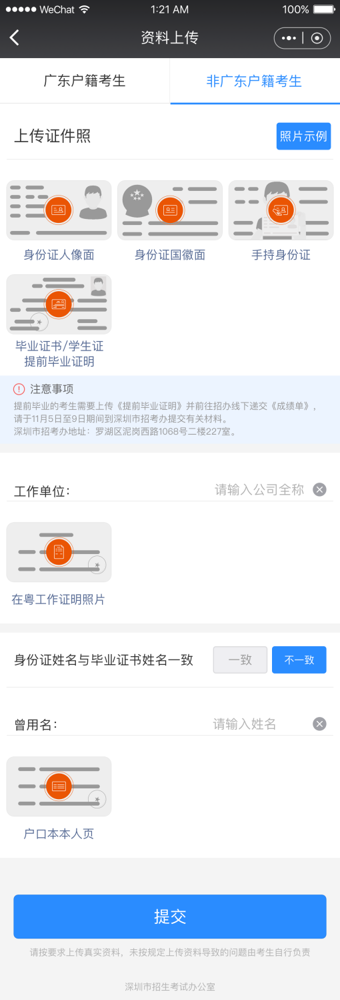 WeChat 1:21 AM 100%
资料上传
广东户籍考生 非广东户籍考生
上传证件照 照片示例
身份证人像面 身份证国徽面 手持身份证
毕业证书/学生证
提前毕业证明
注意事项
提前毕业的考生需要上传《提前毕业证明》并前往招办线下递交《成绩单》，
请于11月5日至9日期间到深圳市招考办提交有关材料。
深圳市招考办地址：罗湖区泥岗西路1068号二楼227室。
工作单位： 请输入公司全称
在粤工作证明照片
身份证姓名与毕业证书姓名一致 一致 不一致
曾用名： 请输入姓名
户口本本人页
提交
请按要求上传真实资料，未按规定上传资料导致的问题由考生自行负责
深圳市招生考试办公室